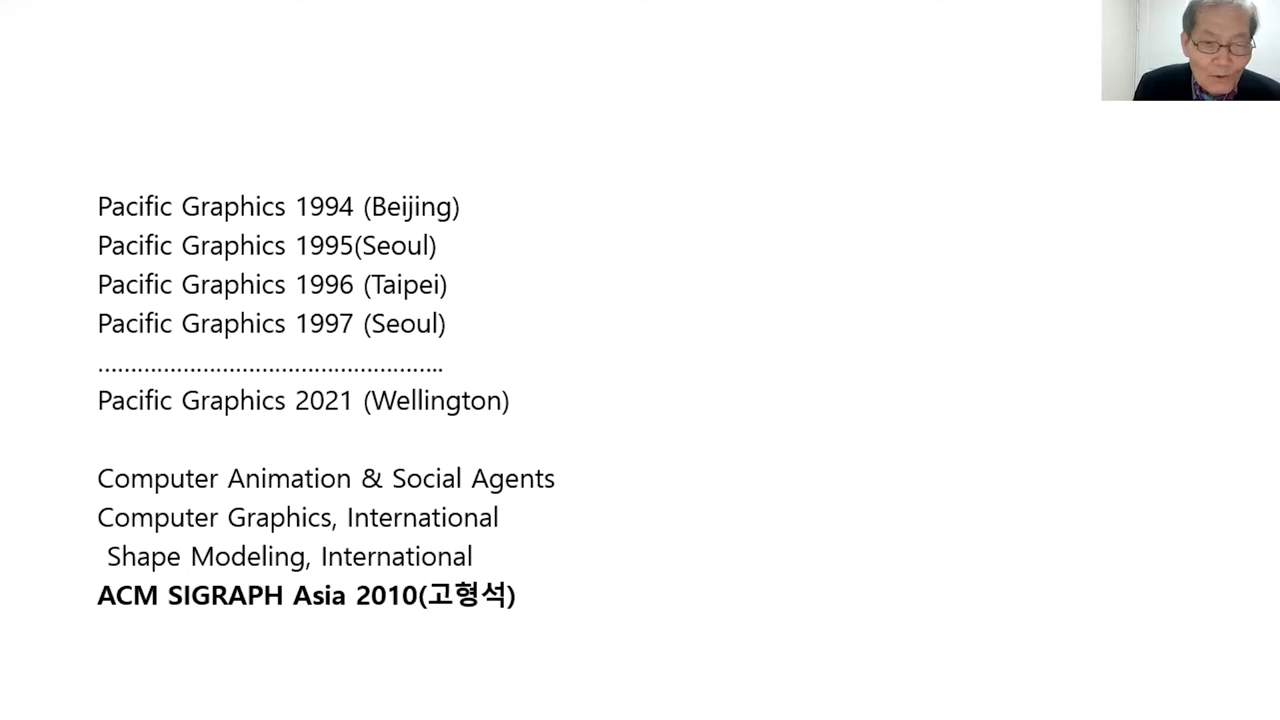 Pacific Graphics 1994 (Beijing)
Pacific Graphics 1995(Seoul)
Pacific Graphics 1996 (Taipei)
Pacific Graphics 1997 (Seoul)
……………………………………………..
Pacific Graphics 2021 (Wellington)
Computer Animation & Social Agents
Computer Graphics, International
Shape Modeling, International
ACM SIGRAPH Asia 2010(고형석)